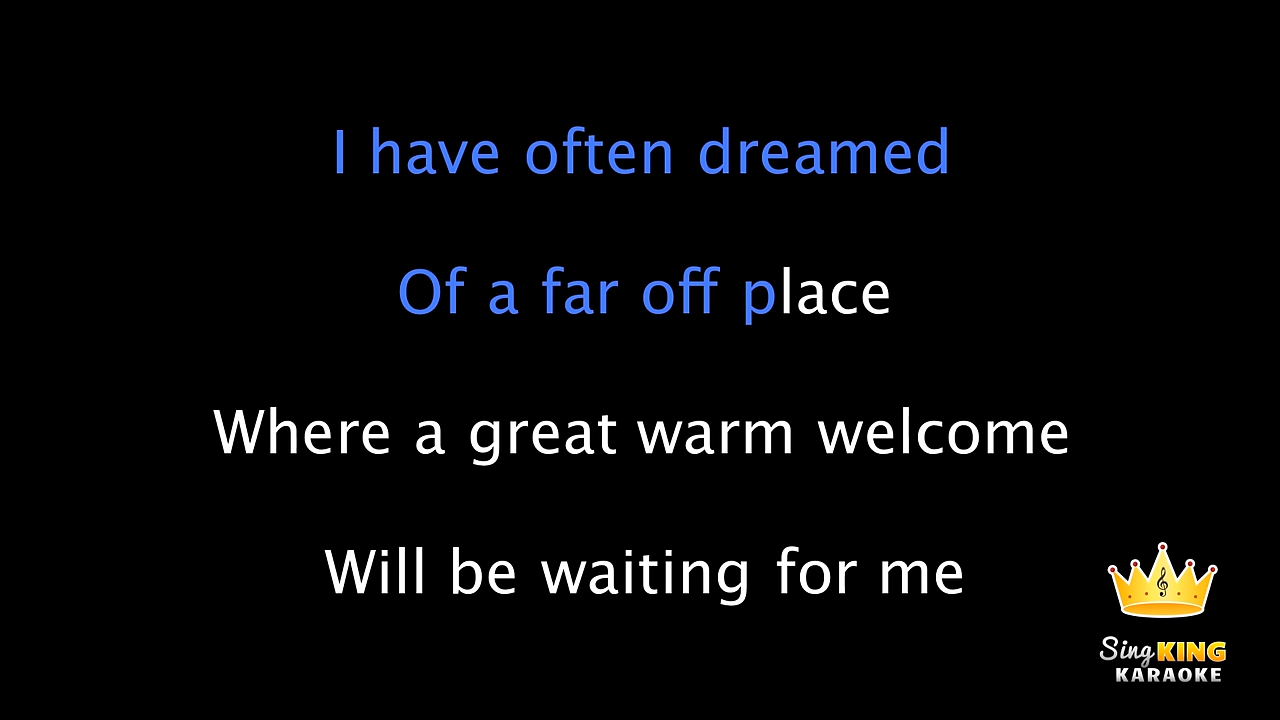 I have often dreamed
Of a far off place
Where a great warm welcome
Will be waiting for me
Sing KING
KARAOKE